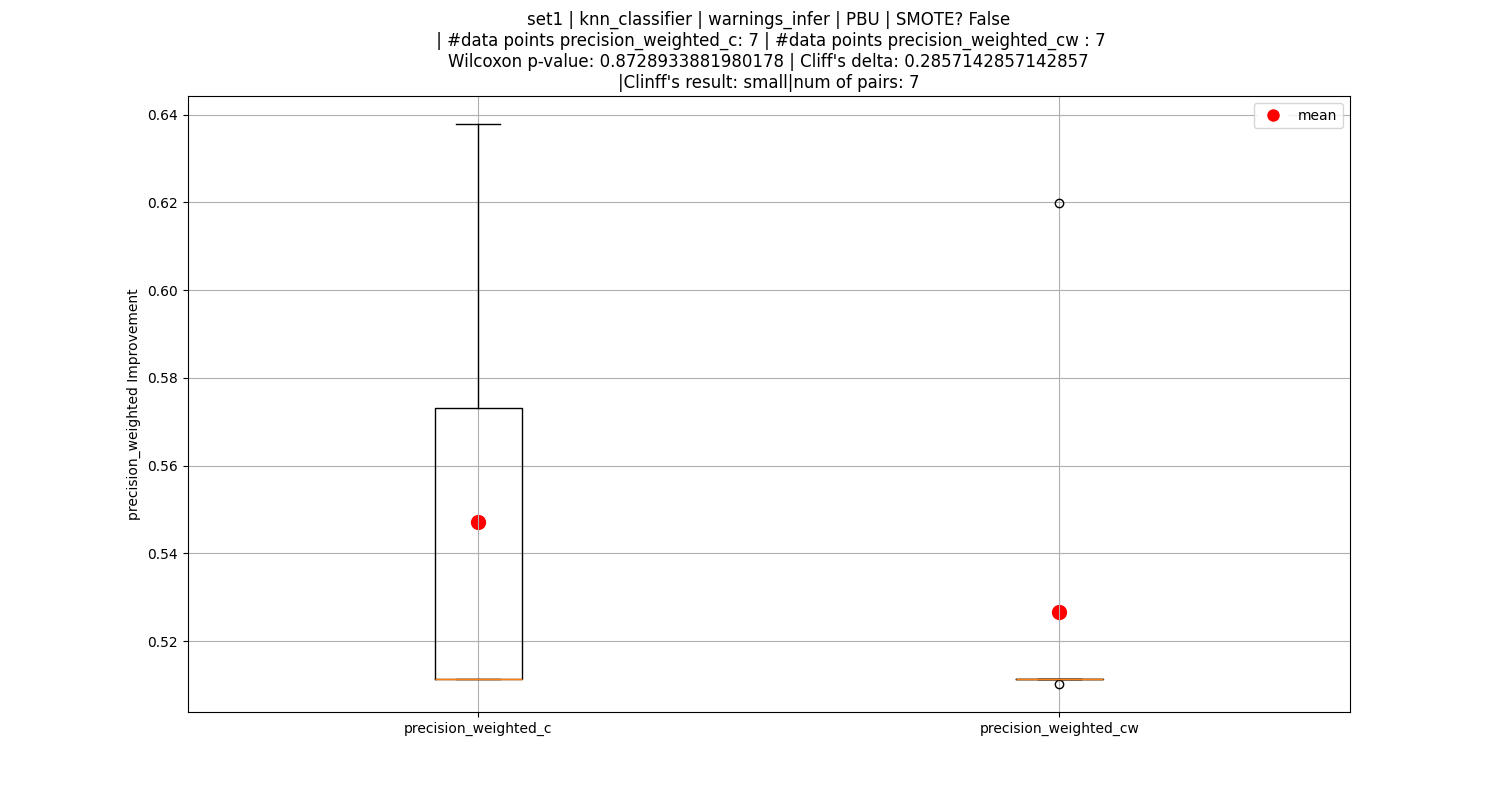 set1 | knn_classifier | warnings_infer | PBU | SMOTE? False
| #data points precision_weighted_c: 7 | #data points precision_weighted_cw : 7
Wilcoxon p-value: 0.8728933881980178 | Cliff's delta: 0.2857142857142857
|Clinff's result: small|num of pairs: 7
mean
0.64
0.62
0.60
0.58
0.56
0.54
0.52
precision_weighted Improvement
precision_weighted_c
precision_weighted_cw